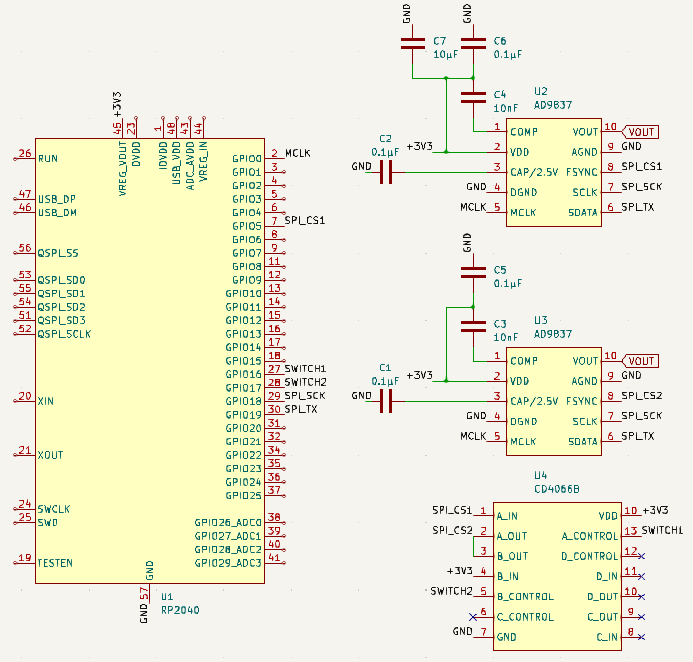 +3V3
45 23 1 48 43 44
VREG_VOUT
DVDD
IOVDD
USB_VDD
ADC_AVDD
VREG_IN
26 RUN
47 USB_DP
46 USB_DM
56 QSPI_SS
53 QSPI_SD0
55 QSPI_SD1
54 QSPI_SD2
51 QSPI_SD3
52 QSPI_SCLK
20 XIN
21 XOUT
24 SWCLK
25 SWD
19 TESTEN
GPIO0 2 MCLK
GPIO1 3
GPIO2 4
GPIO3 5
GPIO4 6
GPIO5 7 SPI_CS1
GPIO6 8
GPIO7 9
GPIO8 11
GPIO9 12
GPIO10 13
GPIO11 14
GPIO12 15
GPIO13 16
GPIO14 17
GPIO15 18
GPIO16 27 SWITCH1
GPIO17 28 SWITCH2
GPIO18 29 SPI_SCK
GPIO19 30 SPI_TX
GPIO20 31
GPIO21 32
GPIO22 34
GPIO23 35
GPIO24 36
GPIO25 37
GPIO26_ADC0 38
GPIO27_ADC1 39
GPIO28_ADC2 40
GPIO29_ADC3 41
GND
57
GND
U1
RP2040
GND
GND
C7
10µF
C6
0.1µF
C4
10nF
C2
0.1µF
+3V3
GND
U2
AD9837
1 COMP VOUT 10 VOUT
2 VDD AGND 9 GND
3 CAP/2.5V FSYNC 8 SPI_CS1
GND 4 DGND SCLK 7 SPI_SCK
MCLK 5 MCLK SDATA 6 SPI_TX
GND
C5
0.1µF
C3
10nF
C1
0.1µF
+3V3
GND
U3
AD9837
1 COMP VOUT 10 VOUT
2 VDD AGND 9 GND
3 CAP/2.5V FSYNC 8 SPI_CS2
GND 4 DGND SCLK 7 SPI_SCK
MCLK 5 MCLK SDATA 6 SPI_TX
U4
CD4066B
SPI_CS1 1 A_IN VDD 10 +3V3
SPI_CS2 2 A_OUT A_CONTROL 13 SWITCH1
3 B_OUT D_CONTROL 12
+3V3 4 B_IN D_IN 11
SWITCH2 5 B_CONTROL D_OUT 10
6 C_CONTROL C_OUT 9
GND 7 GND C_IN 8